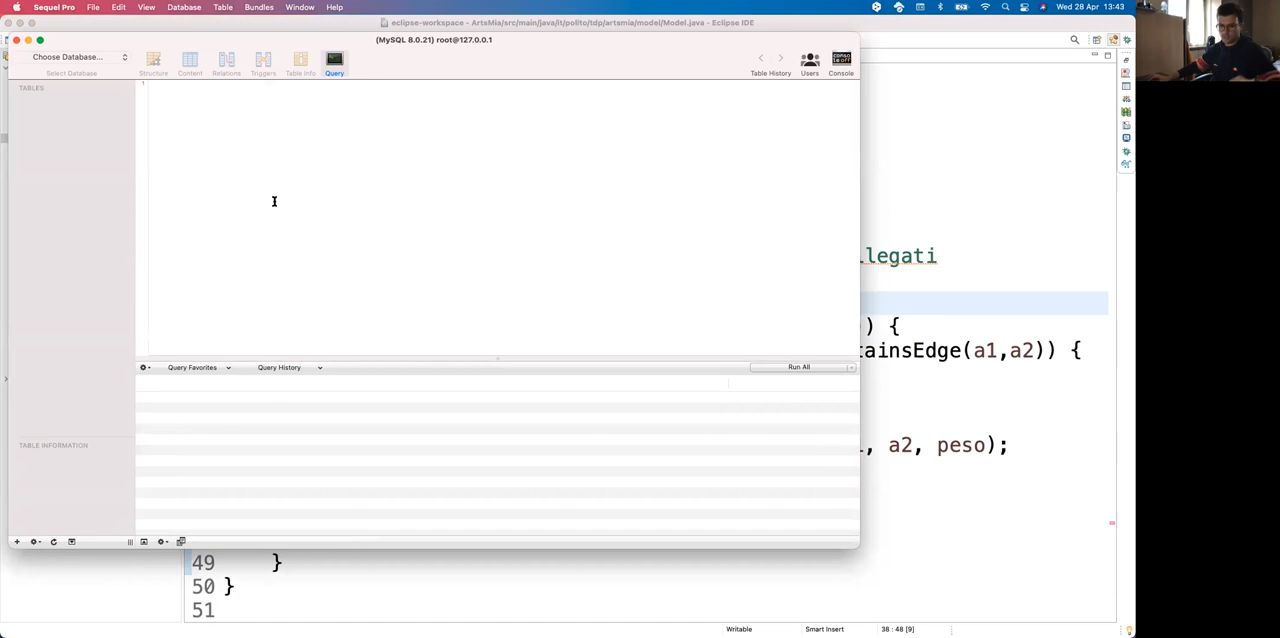 Sequel Pro File Edit View Database Table Bundles Window Help
Wed 28 Apr 13:43
eclipse-workspace - ArtsMia/src/main/java/it/polito/tdp/artsmia/model/Model.java - Eclipse IDE
(MySQL 8.0.21) root@127.0.0.1
Choose Database...
Select Database
Structure Content Relations Triggers Table Info Query
Table History Users Console
TABLES
1
llegati
) {
tainsEdge(a1,a2)) {
Query Favorites Query History Run All
, a2, peso);
TABLE INFORMATION
49 }
50 }
51
Writable Smart Insert 38 : 48 [9]